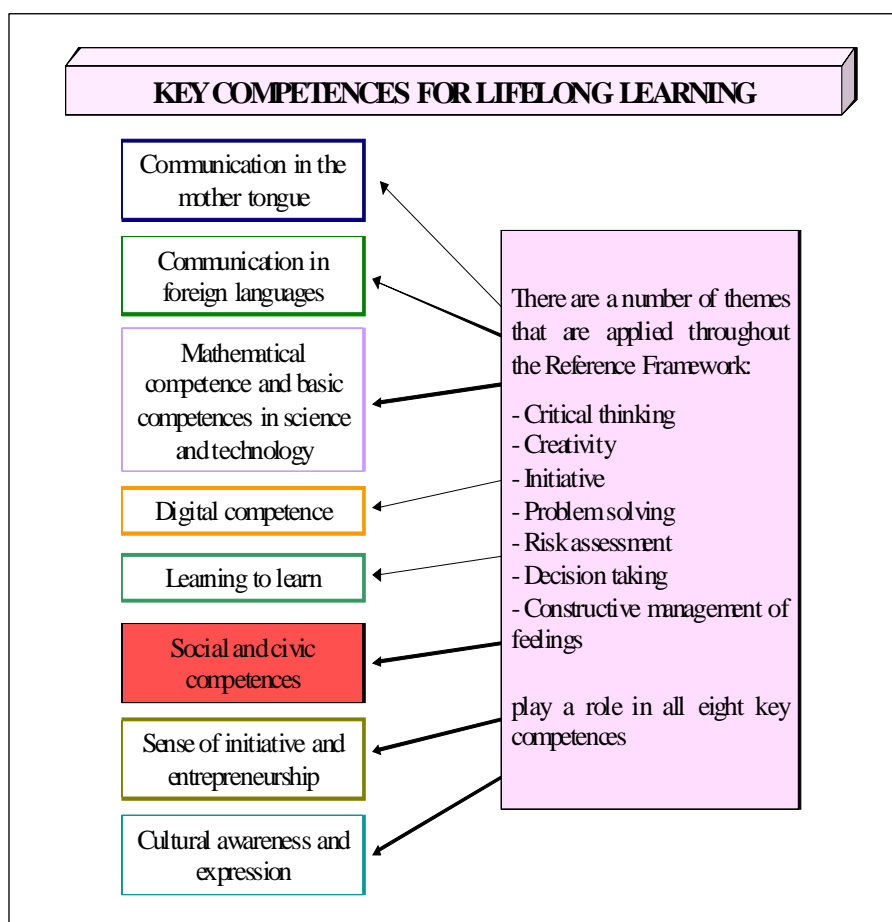 KEY COMPETENCES FOR LIFELONG LEARNING
Communication in the
mother tongue
Communication in
foreign languages
Mathematical
competence and basic
competences in science
and technology
Digital competence
Learning to learn
Social and civic
competences
Sense of initiative and
entrepreneurship
Cultural awareness and
expression
There are a number of themes
that are applied throughout
the Reference Framework:
- Critical thinking
- Creativity
- Initiative
- Problem solving
- Risk assessment
- Decision taking
- Constructive management of
feelings
play a role in all eight key
competences